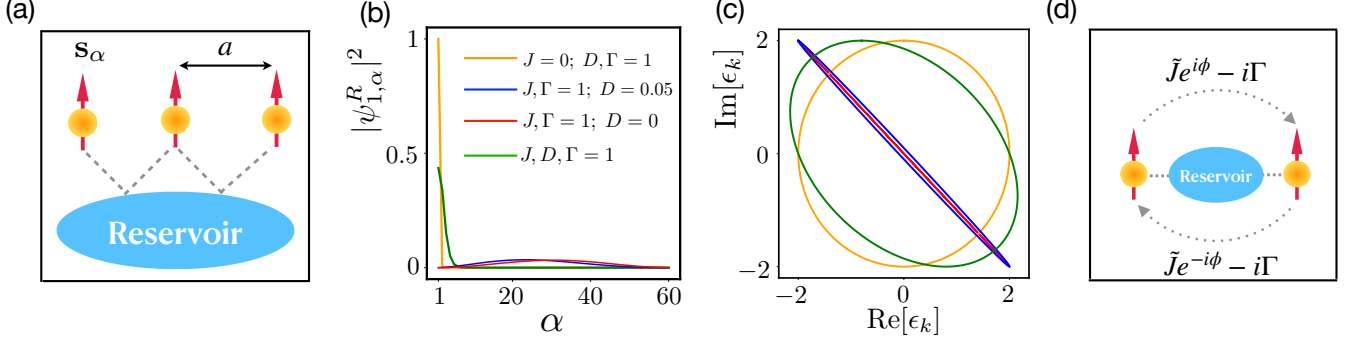 (a)
s_α
a
Reservoir
(b)
|ψ^R_{1,α}|^2
1
0.5
0
J = 0; D, Γ = 1
J, Γ = 1; D = 0.05
J, Γ = 1; D = 0
J, D, Γ = 1
1 20 40 60
α
(c)
Im[ϵ_k]
2
0
−2
−2 0 2
Re[ϵ_k]
(d)
J̃e^{iϕ} − iΓ
Reservoir
J̃e^{−iϕ} − iΓ